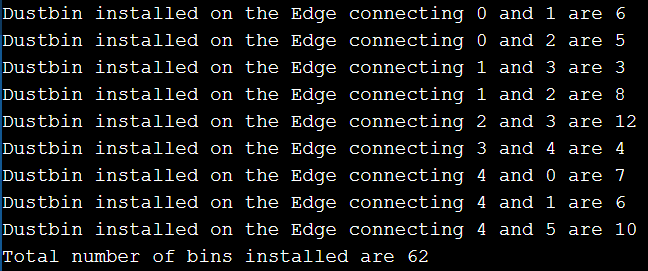 Dustbin installed on the Edge connecting 0 and 1 are 6
Dustbin installed on the Edge connecting 0 and 2 are 5
Dustbin installed on the Edge connecting 1 and 3 are 3
Dustbin installed on the Edge connecting 1 and 2 are 8
Dustbin installed on the Edge connecting 2 and 3 are 12
Dustbin installed on the Edge connecting 3 and 4 are 4
Dustbin installed on the Edge connecting 4 and 0 are 7
Dustbin installed on the Edge connecting 4 and 1 are 6
Dustbin installed on the Edge connecting 4 and 5 are 10
Total number of bins installed are 62